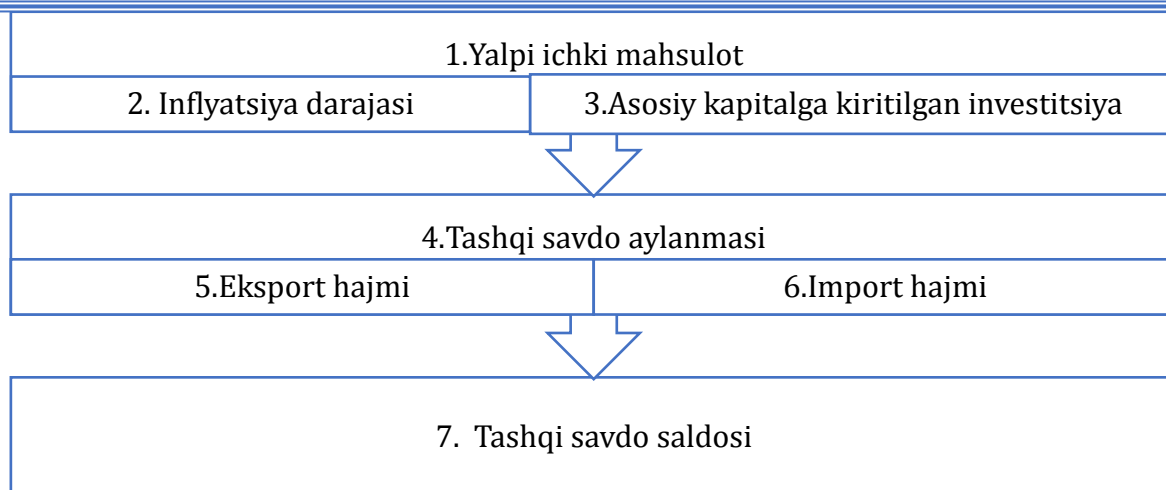 1.Yalpi ichki mahsulot
2. Inflyatsiya darajasi
3.Asosiy kapitalga kiritilgan investitsiya
4.Tashqi savdo aylanmasi
5.Eksport hajmi
6.Import hajmi
7. Tashqi savdo saldosi